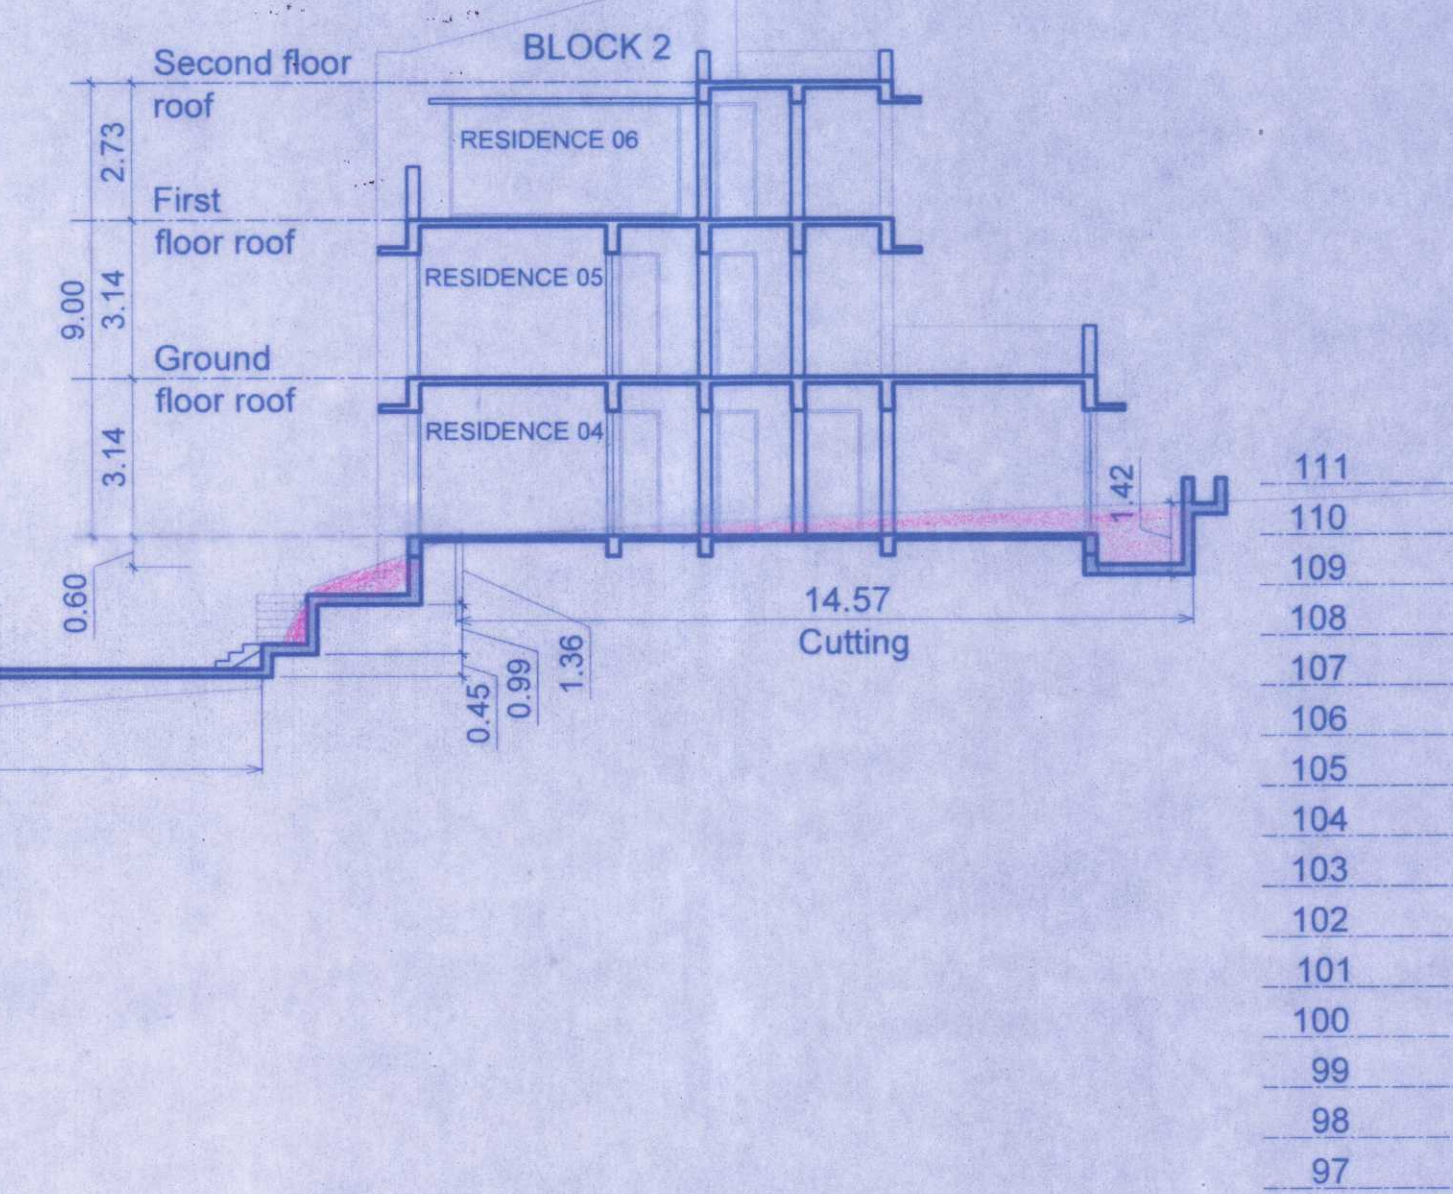 BLOCK 2
Second floor
roof
2.73
RESIDENCE 06
First
floor roof
RESIDENCE 05
9.00
3.14
Ground
floor roof
RESIDENCE 04
3.14
1.42
0.60
14.57
Cutting
1.36
0.99
0.45
111
110
109
108
107
106
105
104
103
102
101
100
99
98
97